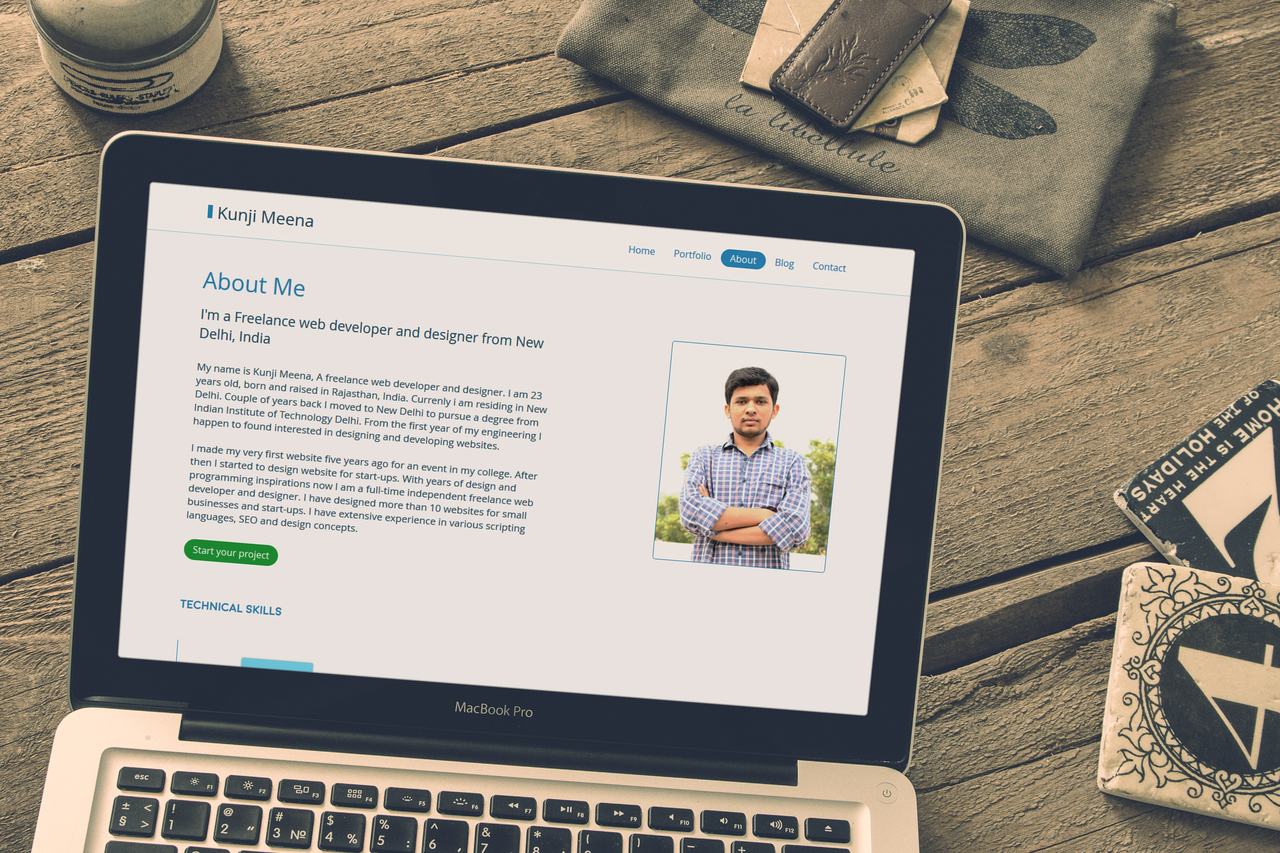 la libellule
Kunji Meena
Home Portfolio About Blog Contact
About Me
I'm a Freelance web developer and designer from New
Delhi, India
My name is Kunji Meena, A freelance web developer and designer. I am 23
years old, born and raised in Rajasthan, India. Currenly i am residing in New
Delhi. Couple of years back I moved to New Delhi to pursue a degree from
Indian Institute of Technology Delhi. From the first year of my engineering I
happen to found interested in designing and developing websites.
I made my very first website five years ago for an event in my college. After
then I started to design website for start-ups. With years of design and
programming inspirations now I am a full-time independent freelance web
developer and designer. I have designed more than 10 websites for small
businesses and start-ups. I have extensive experience in various scripting
languages, SEO and design concepts.
Start your project
TECHNICAL SKILLS
HOME IS THE HEART
OF THE HOLIDAYS
MacBook Pro
esc F1 F2 F3 F4 F5 F6 F7 F8 F9 F10 F11 F12
± < ! @ # $ % ^ & * ( ) – +
§ > 1 2 " 3 № 4 % 5 : 6 , 7 . 8 ;